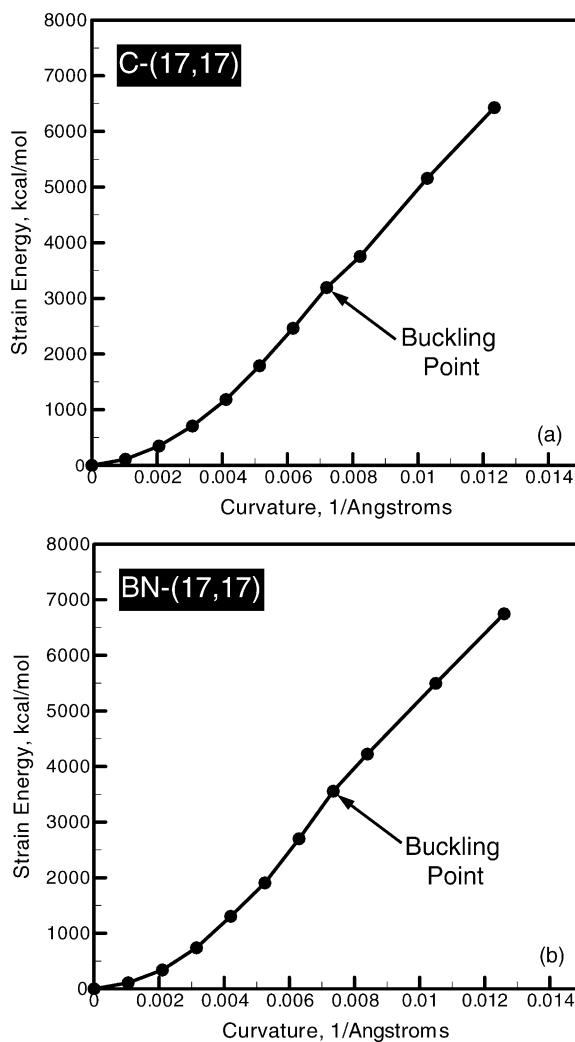 8000
7000
6000
5000
4000
3000
2000
1000
0
Strain Energy, kcal/mol
C-(17,17)
Buckling
Point
(a)
0 0.002 0.004 0.006 0.008 0.01 0.012 0.014
Curvature, 1/Angstroms
8000
7000
6000
5000
4000
3000
2000
1000
0
Strain Energy, kcal/mol
BN-(17,17)
Buckling
Point
(b)
0 0.002 0.004 0.006 0.008 0.01 0.012 0.014
Curvature, 1/Angstroms